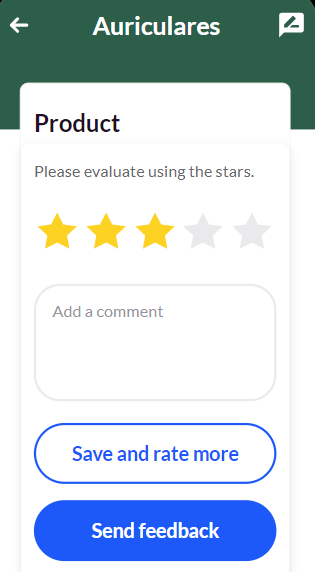 Auriculares
Product
Please evaluate using the stars.
Add a comment
Save and rate more
Send feedback